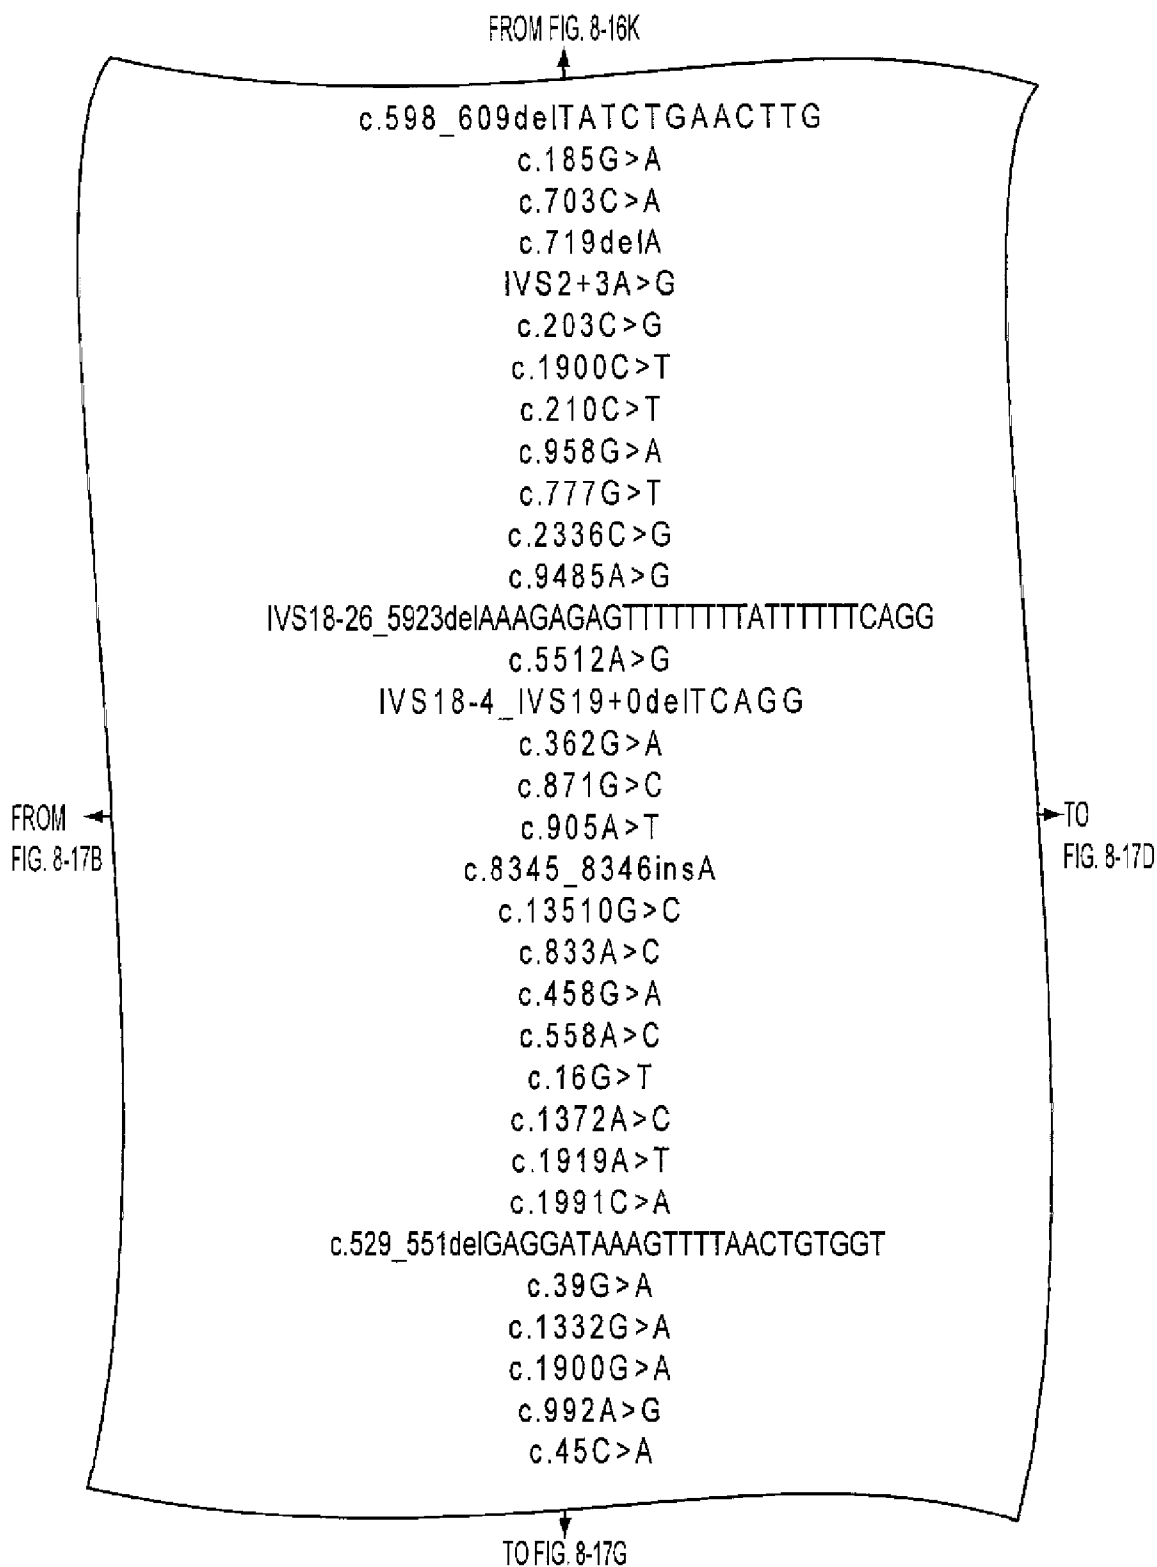 FROM FIG. 8-16K
c.598_609delTATCTGAACTTG
c.185G>A
c.703C>A
c.719delA
IVS2+3A>G
c.203C>G
c.1900C>T
c.210C>T
c.958G>A
c.777G>T
c.2336C>G
c.9485A>G
IVS18-26_5923delAAAGAGAGTTTTTTTTATTTTTTCAGG
c.5512A>G
IVS18-4_IVS19+0delTCAGG
c.362G>A
c.871G>C
FROM
FIG. 8-17B
c.905A>T
TO
FIG. 8-17D
c.8345_8346insA
c.13510G>C
c.833A>C
c.458G>A
c.558A>C
c.16G>T
c.1372A>C
c.1919A>T
c.1991C>A
c.529_551delGAGGATAAAGTTTTAACTGTGGT
c.39G>A
c.1332G>A
c.1900G>A
c.992A>G
c.45C>A
TO FIG. 8-17G